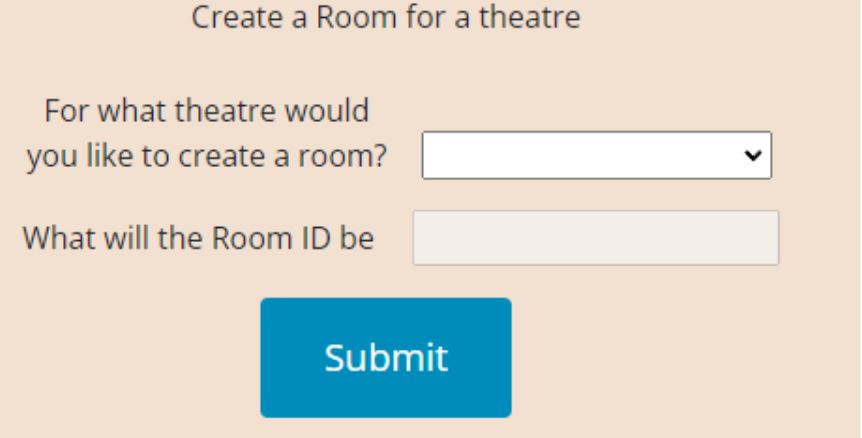 Create a Room for a theatre
For what theatre would
you like to create a room?
What will the Room ID be
Submit